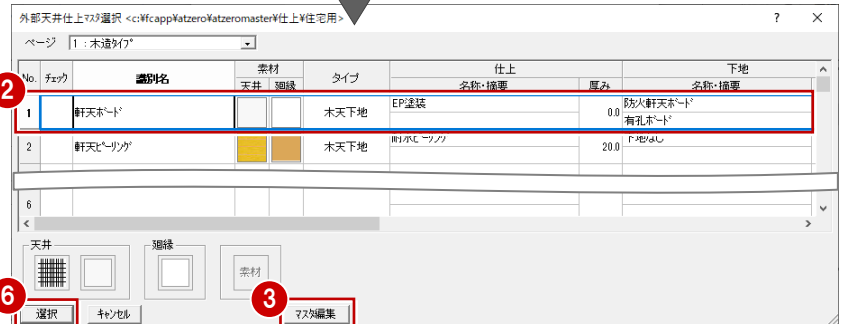 外部天井仕上マスタ選択 <c:¥fcapp¥atzero¥atzeromaster¥仕上¥住宅用> ? ×
ページ 1 : 木造タイプ
No. チェック 識別名 素材 タイプ 仕上 下地
天井 廻縁 名称・摘要 厚み 名称・摘要
2
1 軒天ボード 木天下地 EP塗装 0.0 防火軒天ボード
有孔ボード
2 軒天ピーリング 木天下地 20.0 下地なし
6
天井 廻縁
素材
6 3
選択 キャンセル マスタ編集